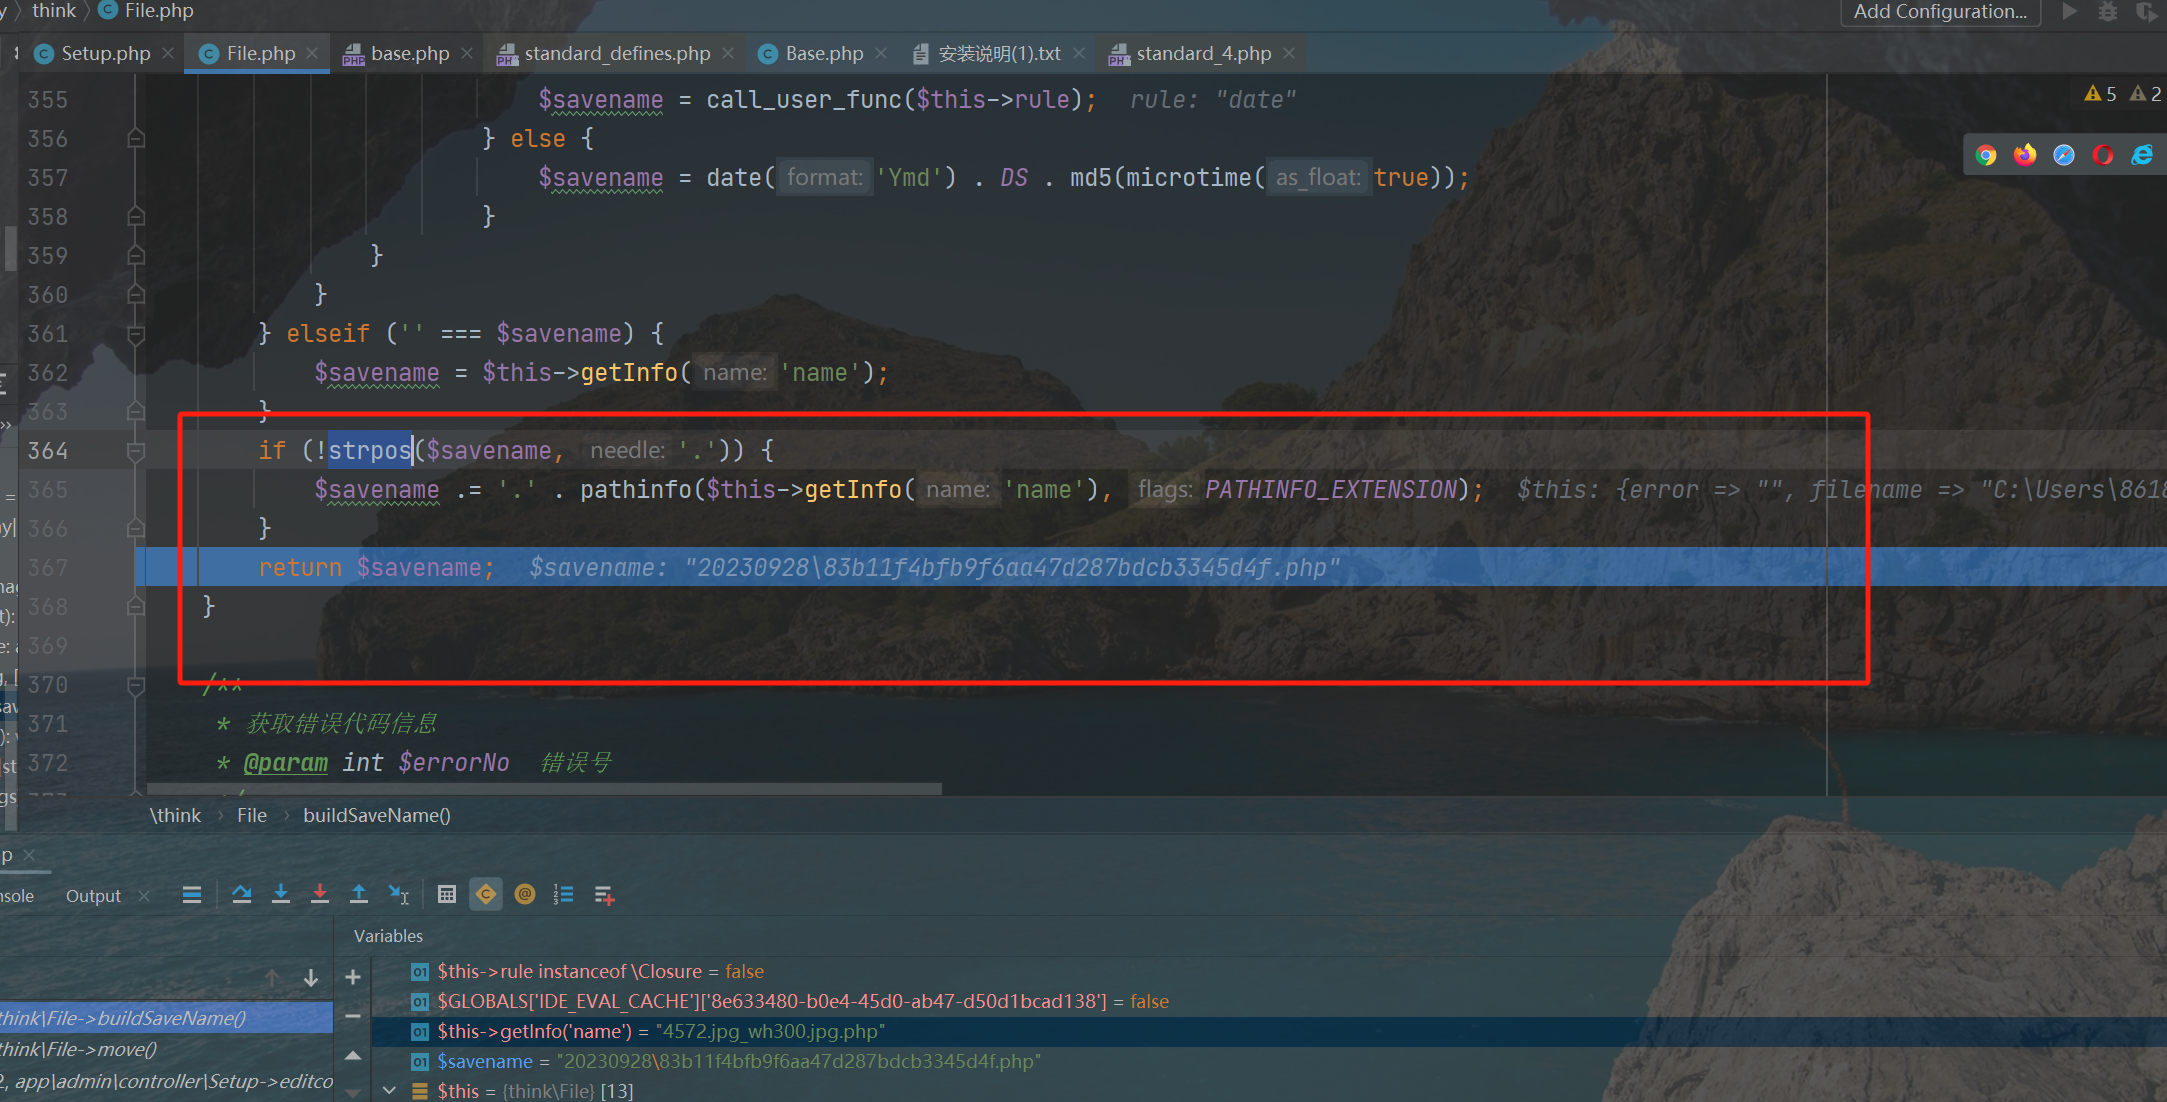 y › think › File.php
Add Configuration...
Setup.php × File.php × base.php × standard_defines.php × Base.php × 安装说明(1).txt × standard_4.php ×
355 $savename = call_user_func($this->rule); rule: "date"
5 2
356 } else {
357 $savename = date( format: 'Ymd') . DS . md5(microtime( as_float: true));
358 }
359 }
360 }
361 } elseif ('' === $savename) {
362 $savename = $this->getInfo( name: 'name');
363 }
364 if (!strpos($savename, needle: '.')) {
365 $savename .= '.' . pathinfo($this->getInfo( name: 'name'), flags: PATHINFO_EXTENSION); $this: {error => "", filename => "C:\Users\8618
366 }
367 return $savename; $savename: "20230928\83b11f4bfb9f6aa47d287bdcb3345d4f.php"
368 }
369
370 /**
371 * 获取错误代码信息
372 * @param int $errorNo 错误号
\think › File › buildSaveName()
p ×
nsole Output ×
Variables
$this->rule instanceof \Closure = false
$GLOBALS['IDE_EVAL_CACHE']['8e633480-b0e4-45d0-ab47-d50d1bcad138'] = false
think\File->buildSaveName()
$this->getInfo('name') = "4572.jpg_wh300.jpg.php"
think\File->move()
$savename = "20230928\83b11f4bfb9f6aa47d287bdcb3345d4f.php"
2, app\admin\controller\Setup->editco
$this = {think\File} [13]